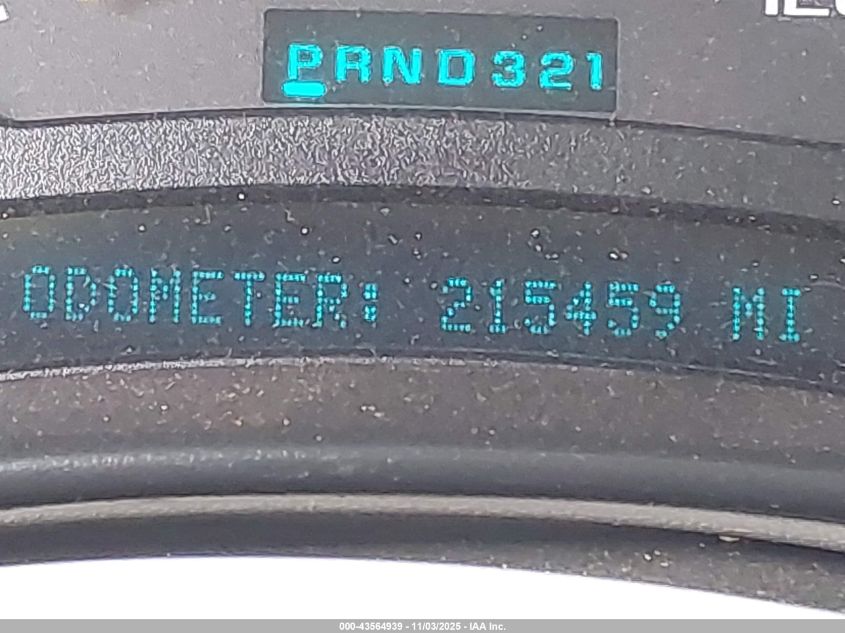 PRND321
ODOMETER: 215459 MI
000-43564939 - 11/03/2025 - IAA Inc.